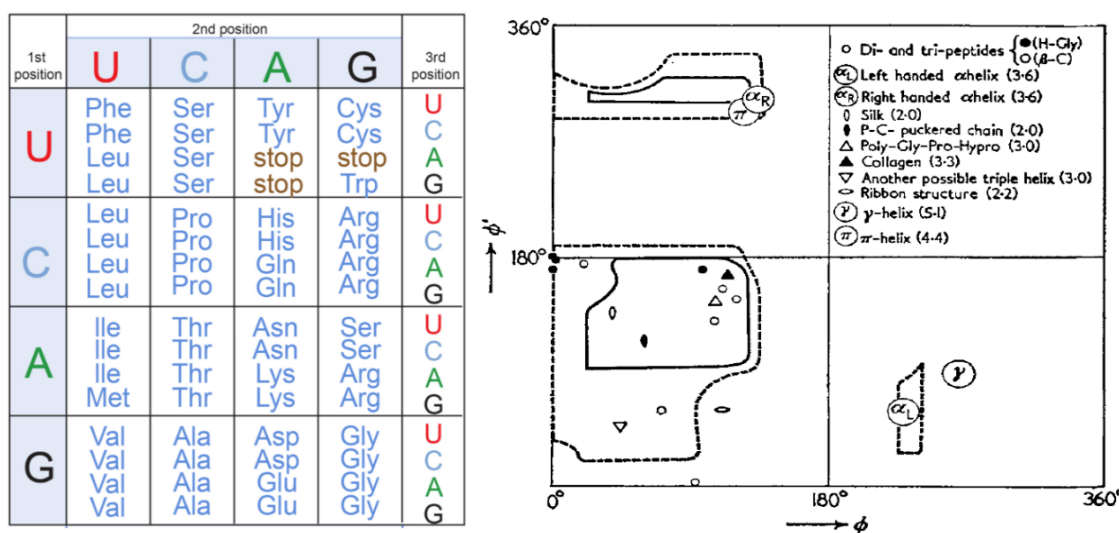 2nd position
1st position
U C A G
3rd position
U
Phe Ser Tyr Cys U
Phe Ser Tyr Cys C
Leu Ser stop stop A
Leu Ser stop Trp G
C
Leu Pro His Arg U
Leu Pro His Arg C
Leu Pro Gln Arg A
Leu Pro Gln Arg G
A
Ile Thr Asn Ser U
Ile Thr Asn Ser C
Ile Thr Lys Arg A
Met Thr Lys Arg G
G
Val Ala Asp Gly U
Val Ala Asp Gly C
Val Ala Glu Gly A
Val Ala Glu Gly G
360°
Di- and tri-peptides (H-Gly)
(β-C)
αL Left handed αhelix (3·6)
αR Right handed αhelix (3·6)
Silk (2·0)
P-C- puckered chain (2·0)
Poly-Gly-Pro-Hypro (3·0)
Collagen (3·3)
Another possible triple helix (3·0)
Ribbon structure (2·2)
γ γ-helix (5·1)
π π-helix (4·4)
αR
π
180°
ϕ'
γ
αL
0° 180° 360°
ϕ